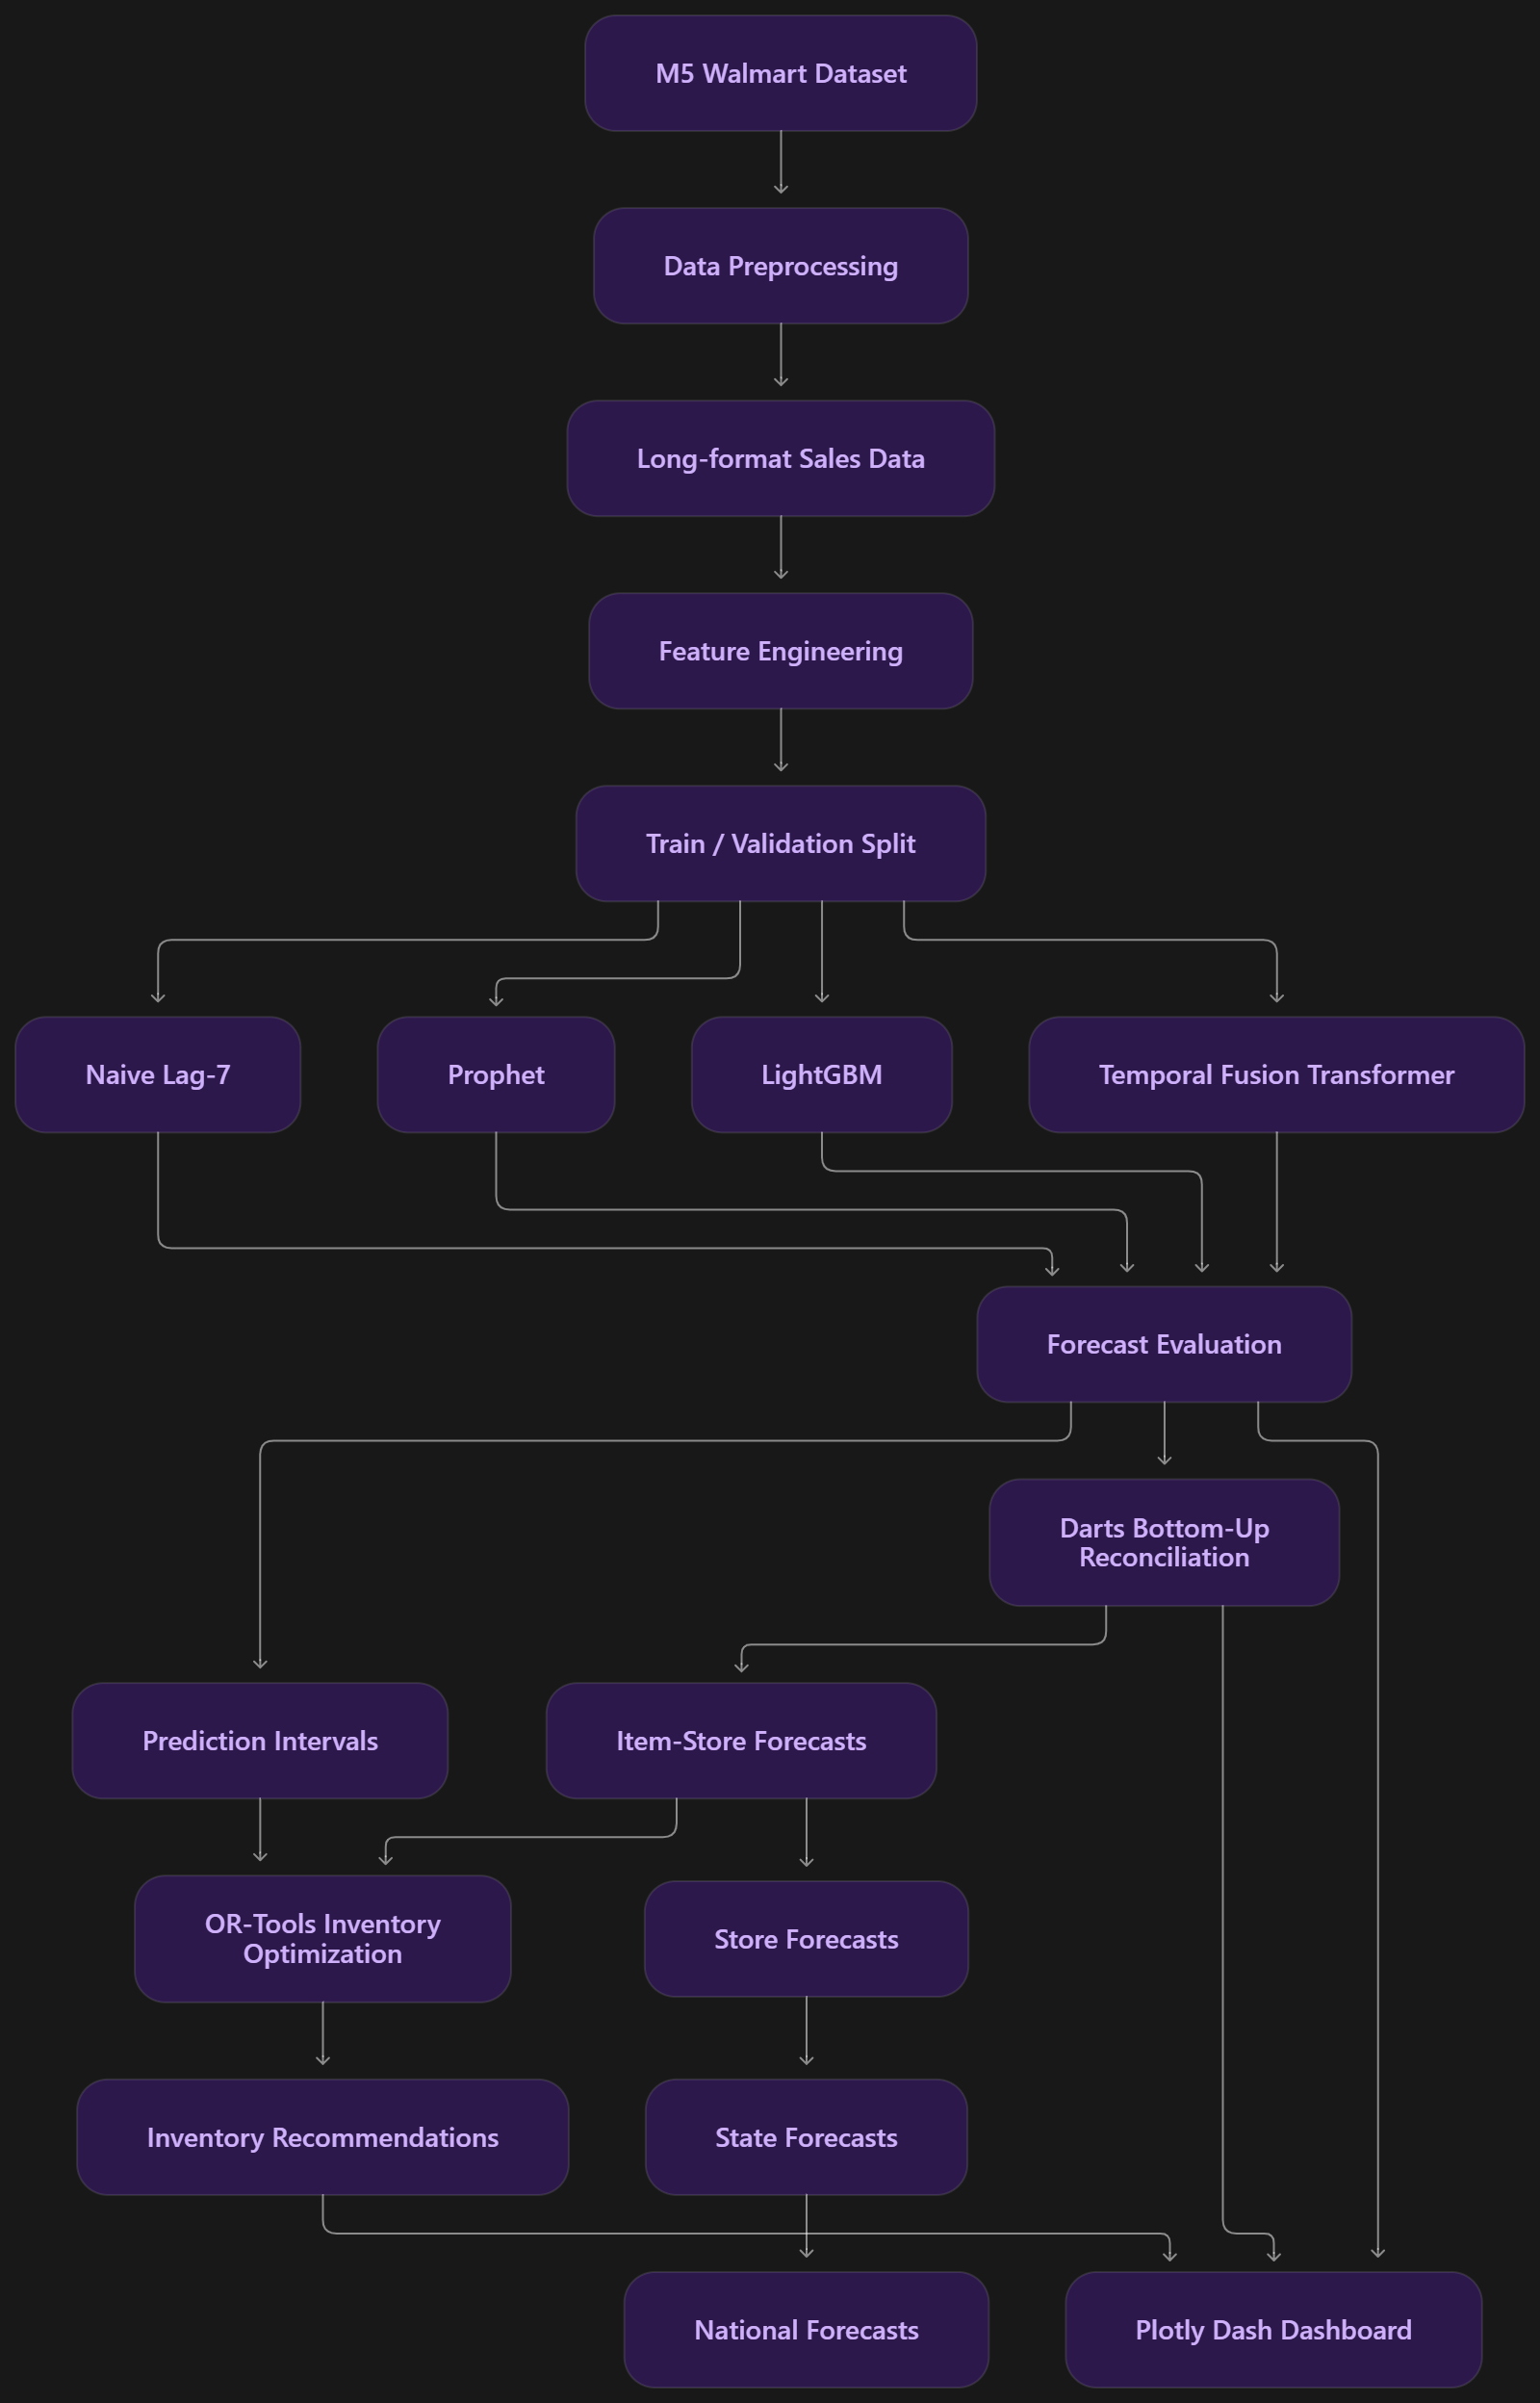 M5 Walmart Dataset
Data Preprocessing
Long-format Sales Data
Feature Engineering
Train / Validation Split
Naive Lag-7
Prophet
LightGBM
Temporal Fusion Transformer
Forecast Evaluation
Darts Bottom-Up
Reconciliation
Prediction Intervals
Item-Store Forecasts
OR-Tools Inventory
Optimization
Store Forecasts
Inventory Recommendations
State Forecasts
National Forecasts
Plotly Dash Dashboard